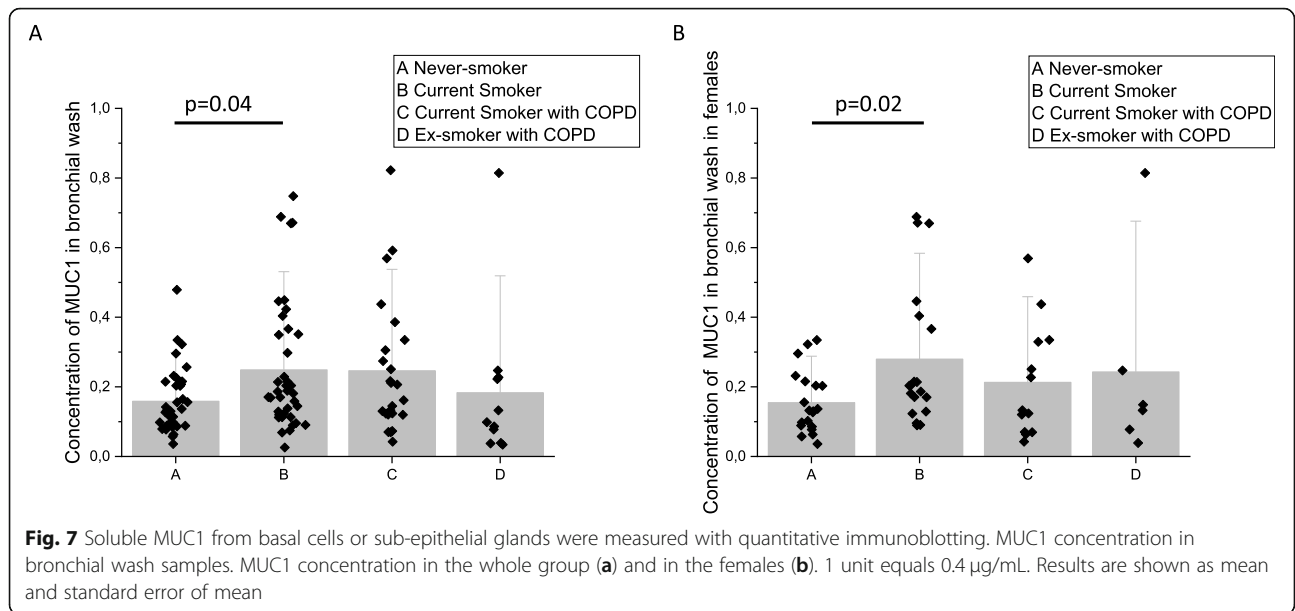 A
A Never-smoker
B Current Smoker
C Current Smoker with COPD
D Ex-smoker with COPD
p=0.04
Concentration of MUC1 in bronchial wash
1,0
0,8
0,6
0,4
0,2
0,0
A B C D
B
A Never-smoker
B Current Smoker
C Current Smoker with COPD
D Ex-smoker with COPD
p=0.02
Concentration of MUC1 in bronchial wash in females
1,0
0,8
0,6
0,4
0,2
0,0
A B C D
Fig. 7 Soluble MUC1 from basal cells or sub-epithelial glands were measured with quantitative immunoblotting. MUC1 concentration in
bronchial wash samples. MUC1 concentration in the whole group (a) and in the females (b). 1 unit equals 0.4 μg/mL. Results are shown as mean
and standard error of mean